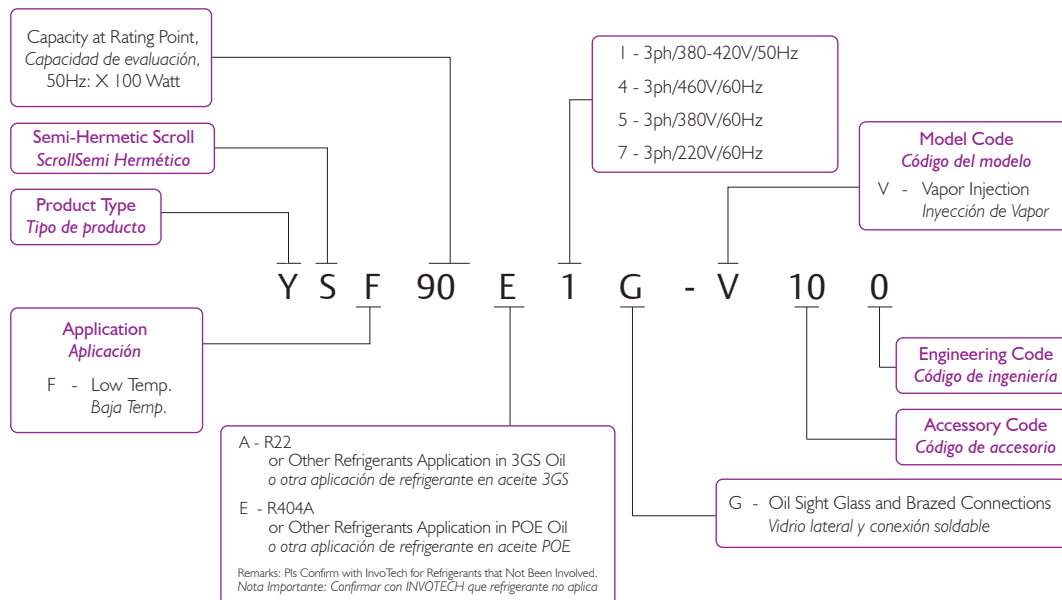 Capacity at Rating Point,
Capacidad de evaluación,
50Hz: X 100 Watt
Semi-Hermetic Scroll
ScrollSemi Hermético
Product Type
Tipo de producto
1 - 3ph/380-420V/50Hz
4 - 3ph/460V/60Hz
5 - 3ph/380V/60Hz
7 - 3ph/220V/60Hz
Model Code
Código del modelo
V - Vapor Injection
Inyección de Vapor
Y S F 90 E 1 G - V 10 0
Application
Aplicación
F - Low Temp.
Baja Temp.
A - R22
or Other Refrigerants Application in 3GS Oil
o otra aplicación de refrigerante en aceite 3GS
E - R404A
or Other Refrigerants Application in POE Oil
o otra aplicación de refrigerante en aceite POE
Remarks: Pls Confirm with InvoTech for Refrigerants that Not Been Involved.
Nota Importante: Confirmar con INVOTECH que refrigerante no aplica
Engineering Code
Código de ingeniería
Accessory Code
Código de accesorio
G - Oil Sight Glass and Brazed Connections
Vidrio lateral y conexión soldable